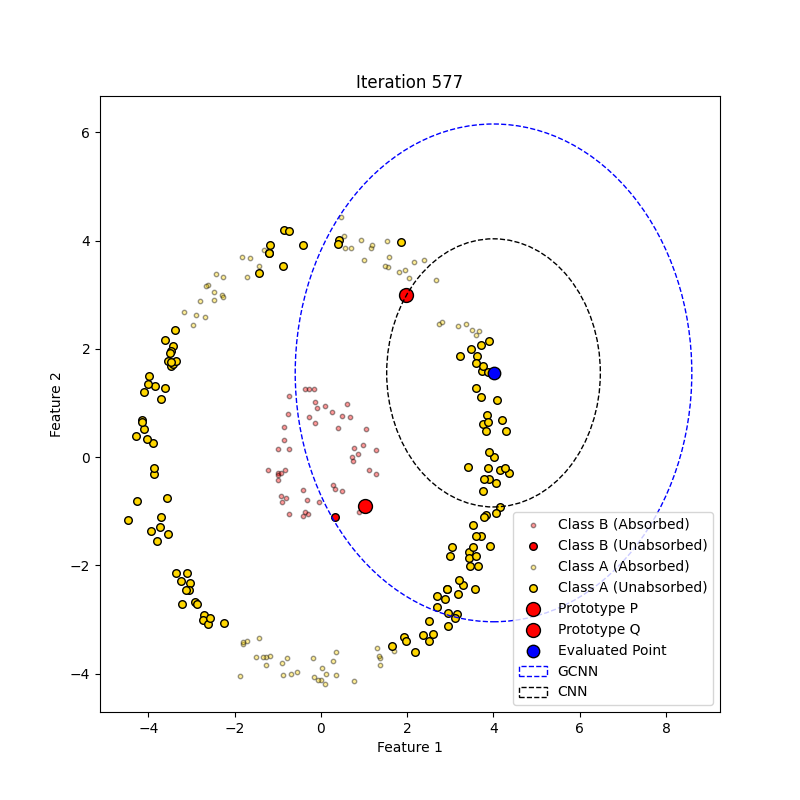 Iteration 577
6
4
2
0
−2
−4
Feature 2
−4
−2
0
2
4
6
8
Feature 1
Class B (Absorbed)
Class B (Unabsorbed)
Class A (Absorbed)
Class A (Unabsorbed)
Prototype P
Prototype Q
Evaluated Point
GCNN
CNN